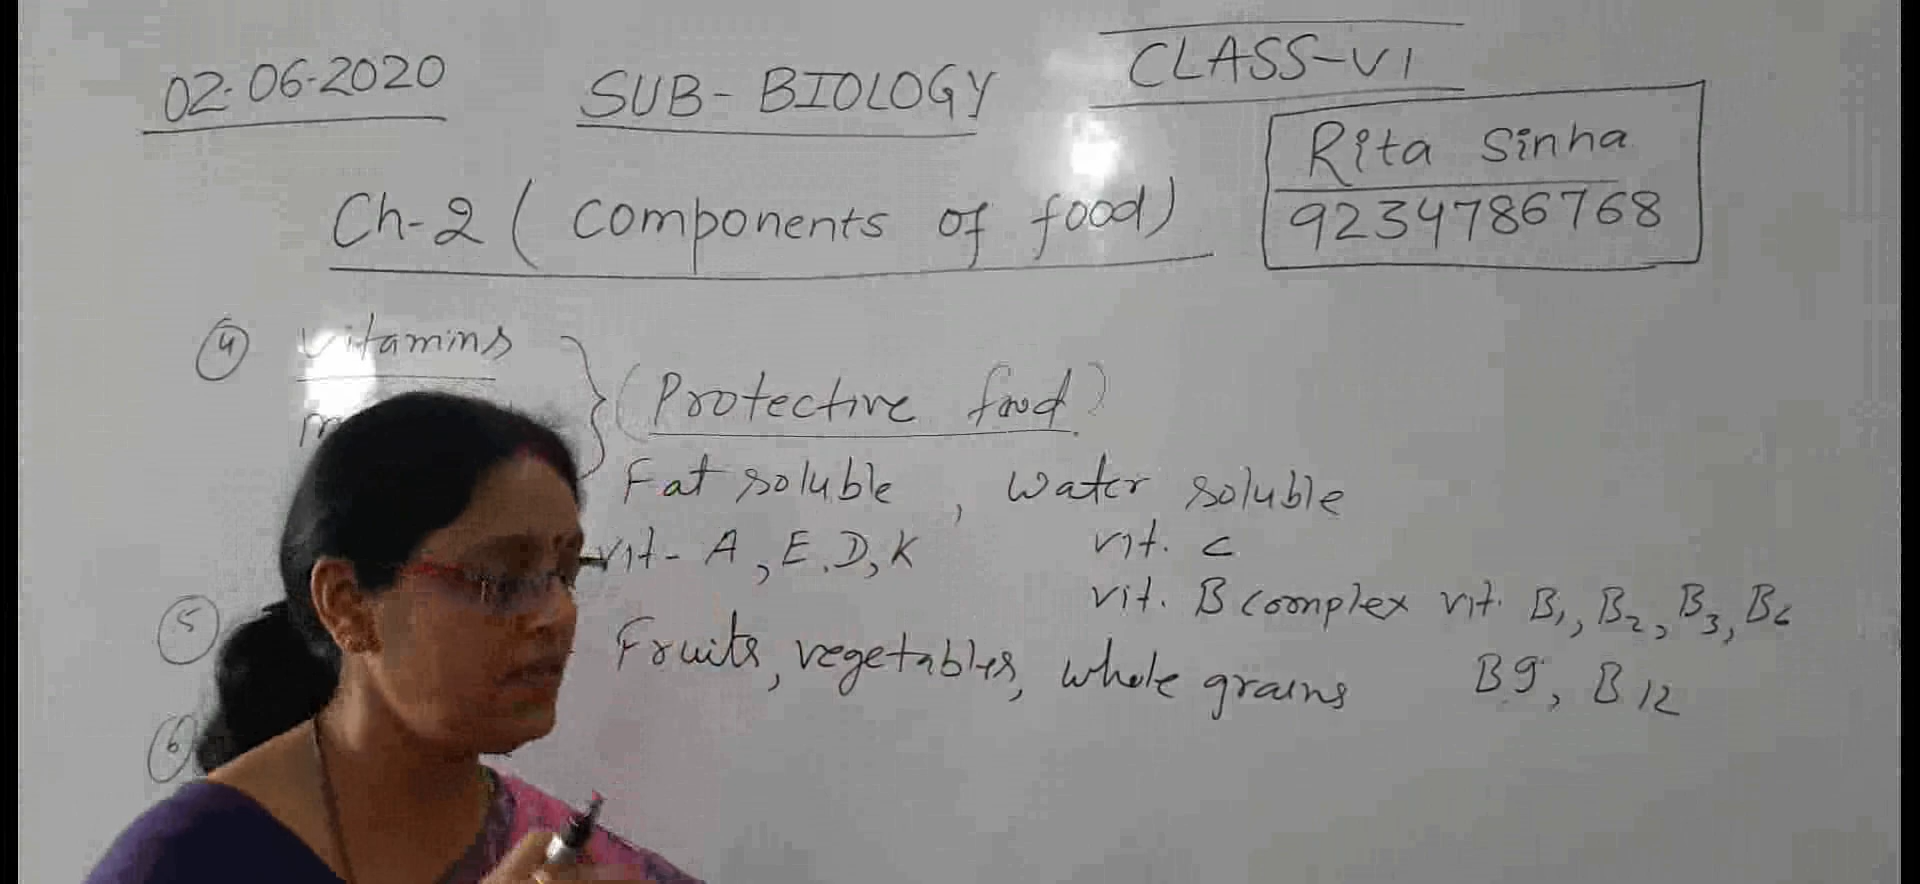 02.06.2020 SUB-BIOLOGY CLASS-VI
Rita Sinha
9234786768
Ch-2 (Components of food)
4 vitamins
(Protective food)
Fat soluble, Water soluble
vit- A, E, D, K vit. C
vit. B complex vit. B1, B2, B3, B6
B9, B12
5 Fruits, vegetables, whole grains
6